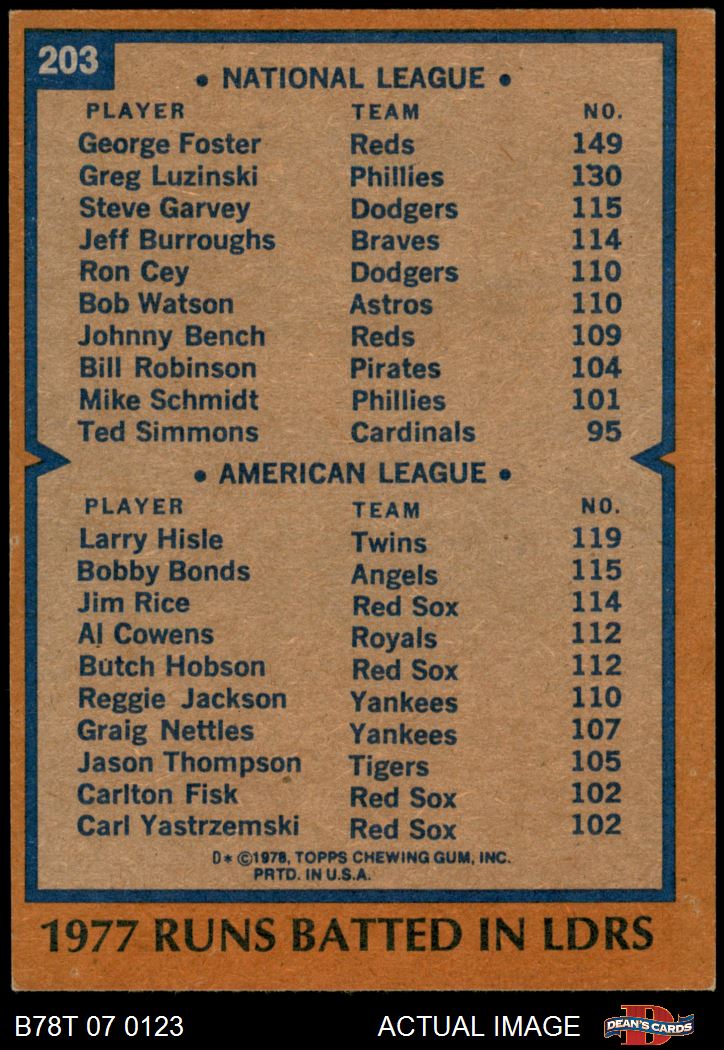 203
• NATIONAL LEAGUE •
PLAYER TEAM NO.
George Foster Reds 149
Greg Luzinski Phillies 130
Steve Garvey Dodgers 115
Jeff Burroughs Braves 114
Ron Cey Dodgers 110
Bob Watson Astros 110
Johnny Bench Reds 109
Bill Robinson Pirates 104
Mike Schmidt Phillies 101
Ted Simmons Cardinals 95
• AMERICAN LEAGUE •
PLAYER TEAM NO.
Larry Hisle Twins 119
Bobby Bonds Angels 115
Jim Rice Red Sox 114
Al Cowens Royals 112
Butch Hobson Red Sox 112
Reggie Jackson Yankees 110
Graig Nettles Yankees 107
Jason Thompson Tigers 105
Carlton Fisk Red Sox 102
Carl Yastrzemski Red Sox 102
D* ©1978, TOPPS CHEWING GUM, INC.
PRTD. IN U.S.A.
1977 RUNS BATTED IN LDRS
B78T 07 0123 ACTUAL IMAGE D DEAN'S CARDS